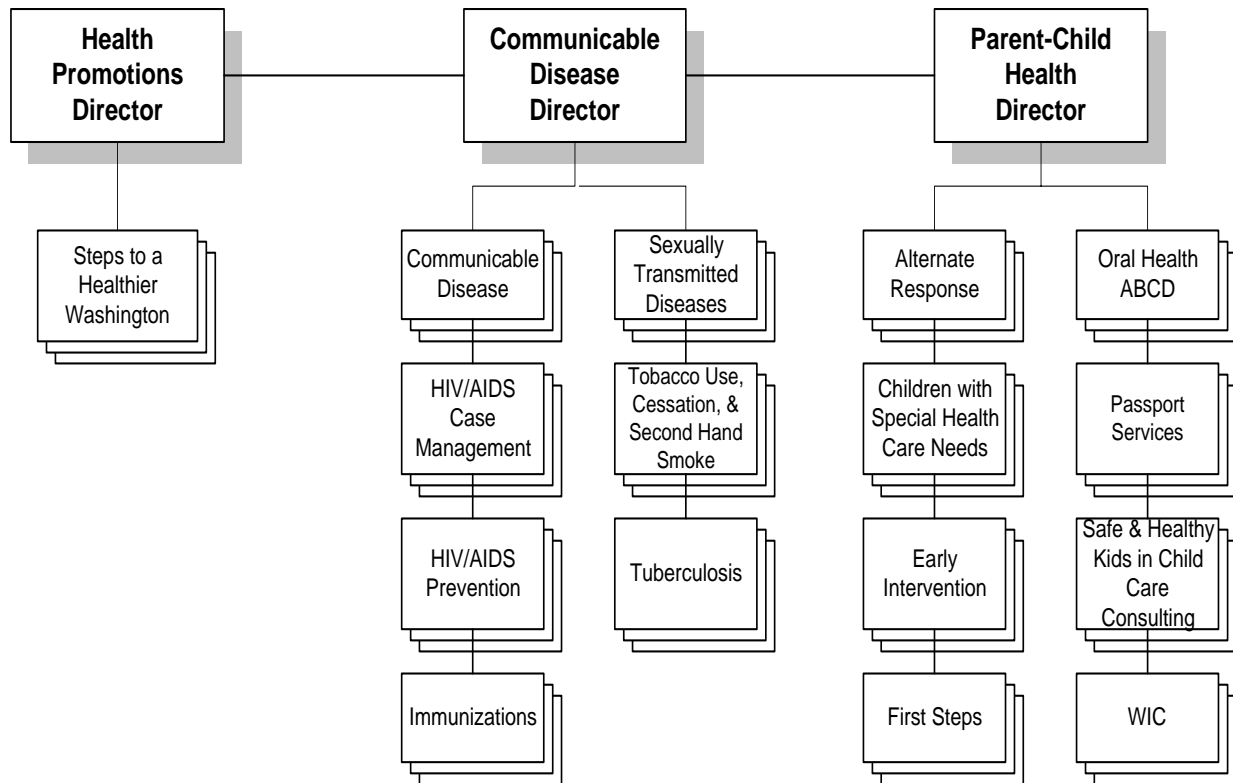 Health
Promotions
Director
Communicable
Disease
Director
Parent-Child
Health
Director
Steps to a
Healthier
Washington
Communicable
Disease
HIV/AIDS
Case
Management
HIV/AIDS
Prevention
Immunizations
Sexually
Transmitted
Diseases
Tobacco Use,
Cessation, &
Second Hand
Smoke
Tuberculosis
Alternate
Response
Children with
Special Health
Care Needs
Early
Intervention
First Steps
Oral Health
ABCD
Passport
Services
Safe & Healthy
Kids in Child
Care
Consulting
WIC